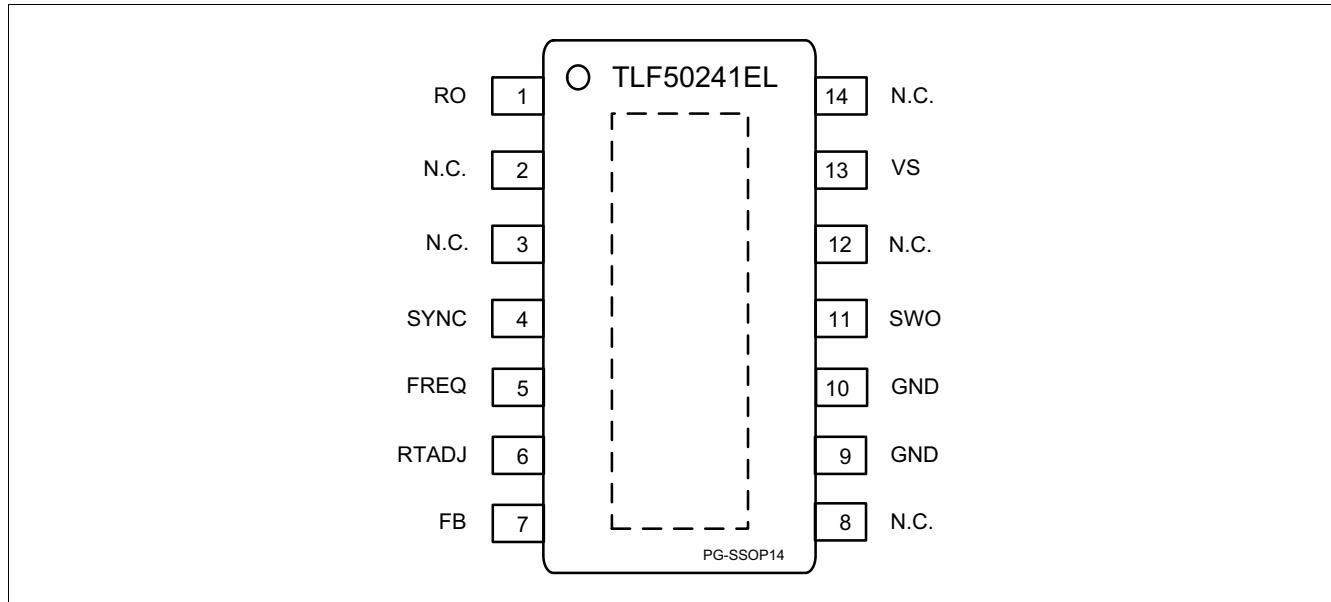 TLF50241EL
RO 1 14 N.C.
N.C. 2 13 VS
N.C. 3 12 N.C.
SYNC 4 11 SWO
FREQ 5 10 GND
RTADJ 6 9 GND
FB 7 8 N.C.
PG-SSOP14